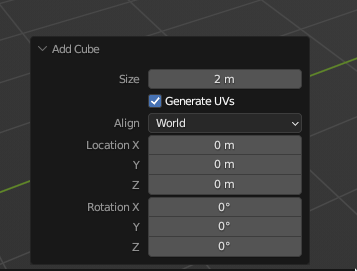 Add Cube
Size 2 m
Generate UVs
Align World
Location X 0 m
Y 0 m
Z 0 m
Rotation X 0°
Y 0°
Z 0°